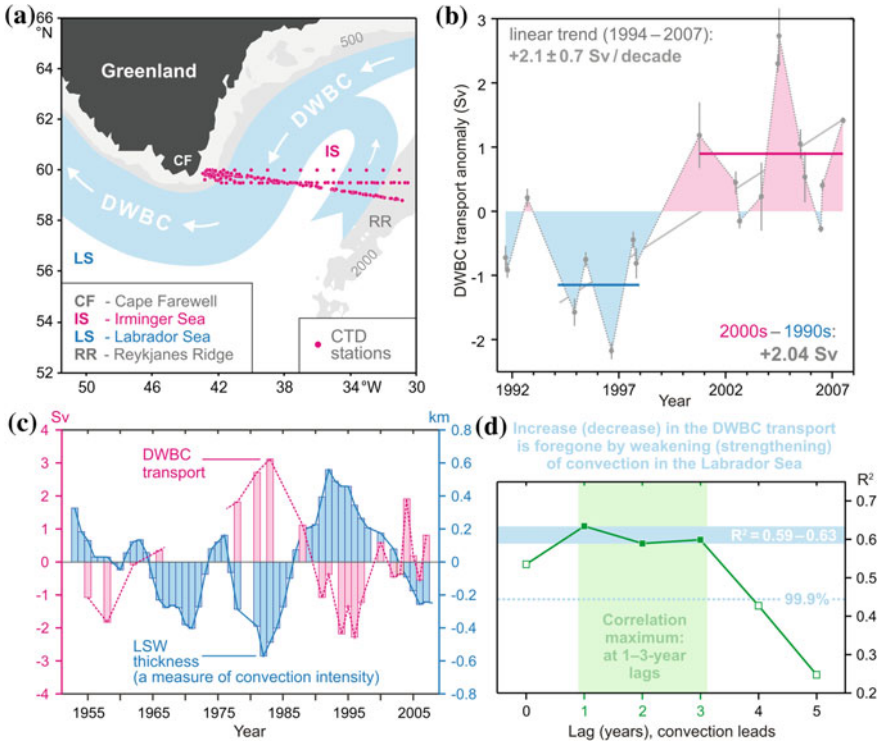 (a)
66
°N
64
62
60
58
56
54
52
50
46
42
38
34°W
30
Greenland
500
DWBC
CF
IS
DWBC
RR
2000
LS
CF - Cape Farewell
IS - Irminger Sea
LS - Labrador Sea
RR - Reykjanes Ridge
CTD
stations
(b)
linear trend (1994–2007):
+2.1±0.7 Sv/decade
DWBC transport anomaly (Sv)
3
2
1
0
-1
-2
2000s–1990s:
+2.04 Sv
1992
1997
2002
2007
Year
(c)
Sv
km
4
3
2
1
0
-1
-2
-3
-4
0.8
0.6
0.4
0.2
0
-0.2
-0.4
-0.6
-0.8
DWBC
transport
LSW
thickness
(a measure of convection intensity)
1955
1965
1975
1985
1995
2005
Year
(d)
Increase (decrease) in the DWBC transport
is foregone by weakening (strengthening)
of convection in the Labrador Sea
R²
0.7
0.6
0.5
0.4
0.3
0.2
R² = 0.59–0.63
99.9%
Correlation
maximum:
at 1–3-year
lags
0
1
2
3
4
5
Lag (years), convection leads